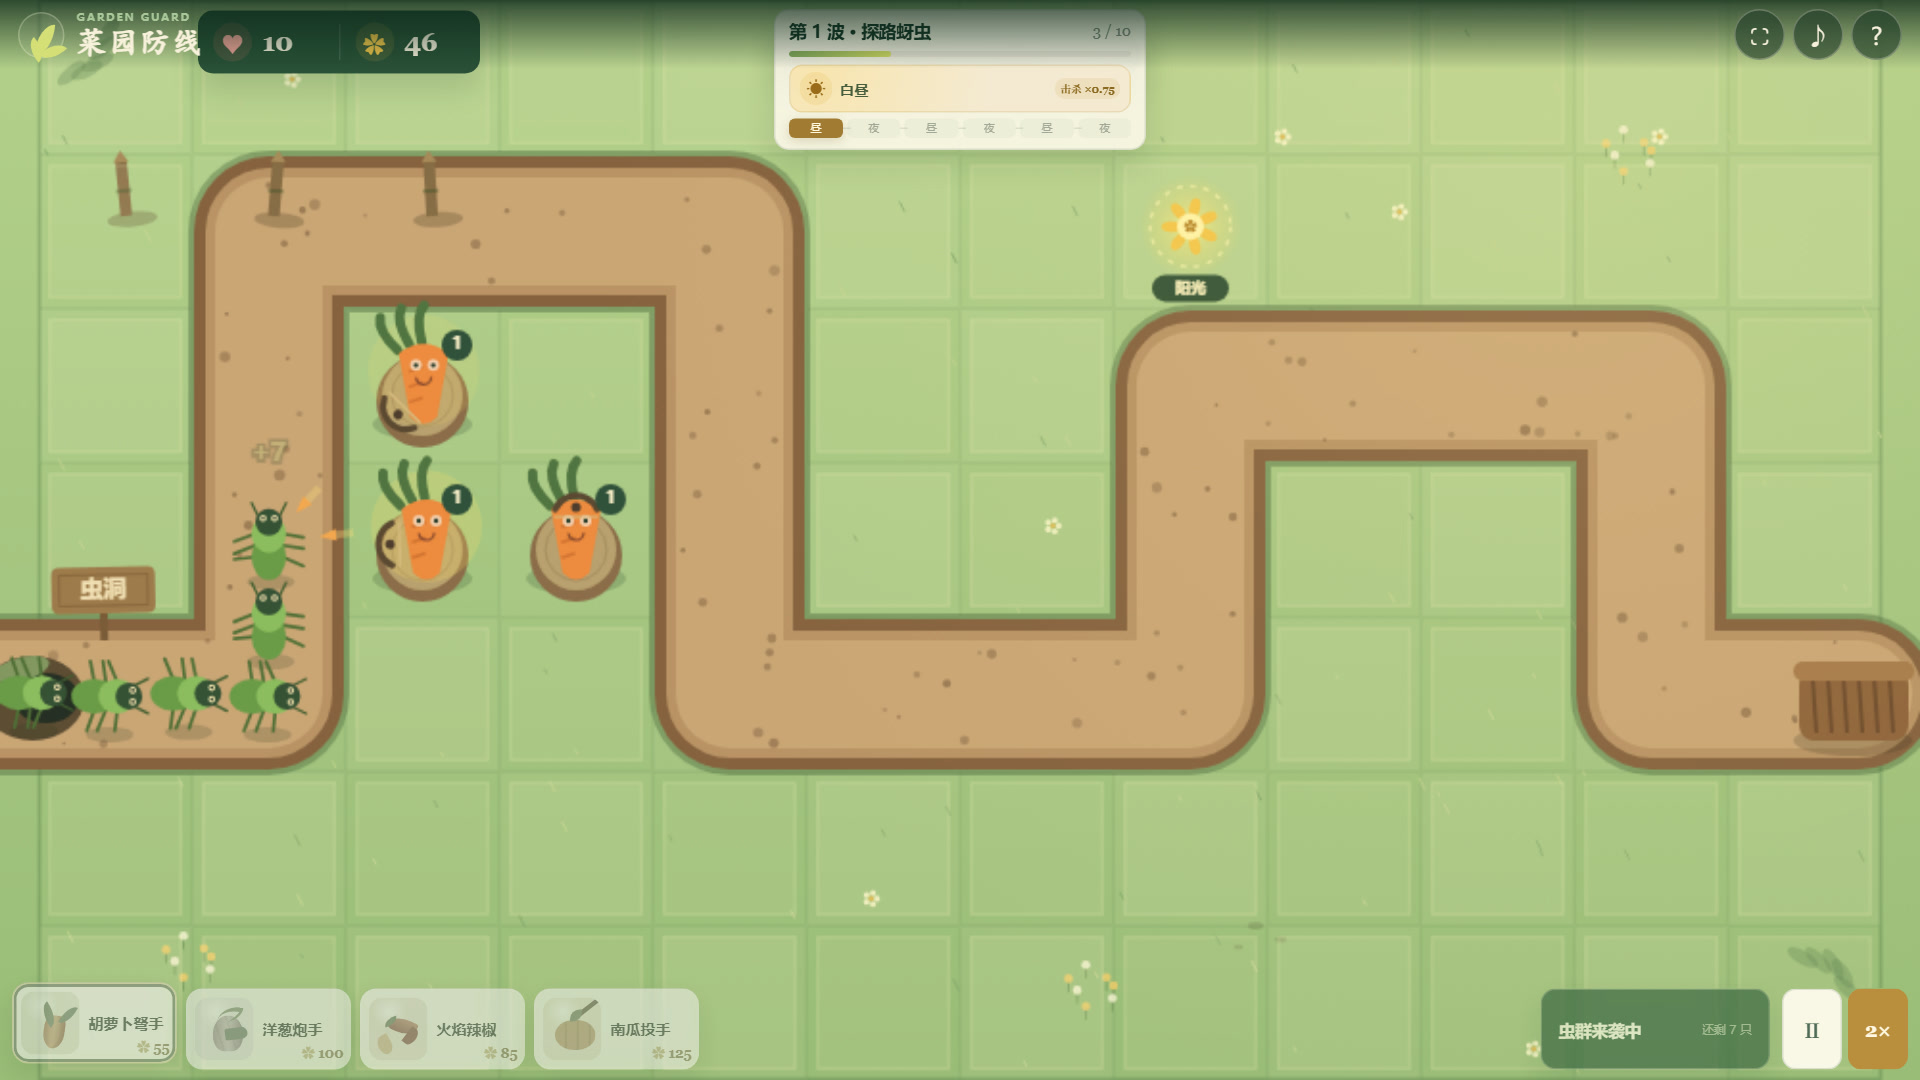 GARDEN GUARD
菜园防线
10
46
第 1 波 · 探路蚜虫
3 / 10
白昼
击杀 ×0.75
昼
夜
昼
夜
昼
夜
?
阳光
1
+7
1
1
虫洞
胡萝卜弩手
55
洋葱炮手
100
火焰辣椒
85
南瓜投手
125
虫群来袭中
还剩 7 只
II
2×